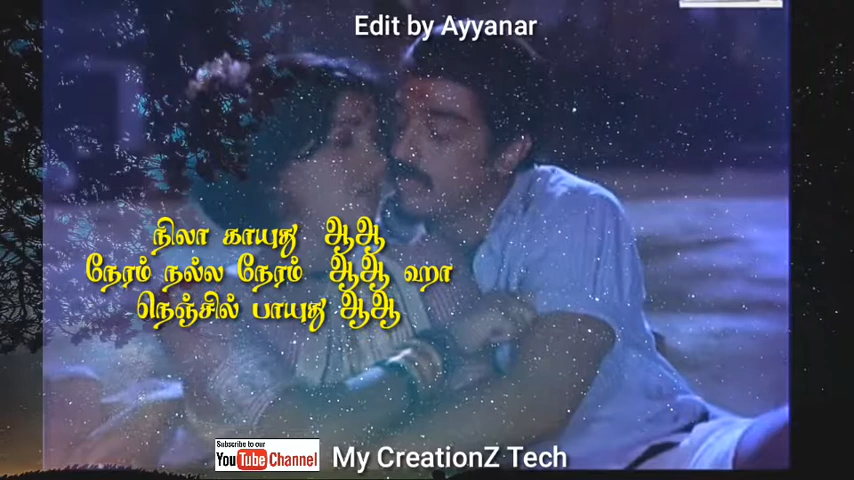 Edit by Ayyanar
நிலா காயுது ஆஆ
நேரம் நல்ல நேரம் ஆஆ ஹா
நெஞ்சில் பாயுது ஆஆ
Subscribe to our
YouTube Channel
My CreationZ Tech